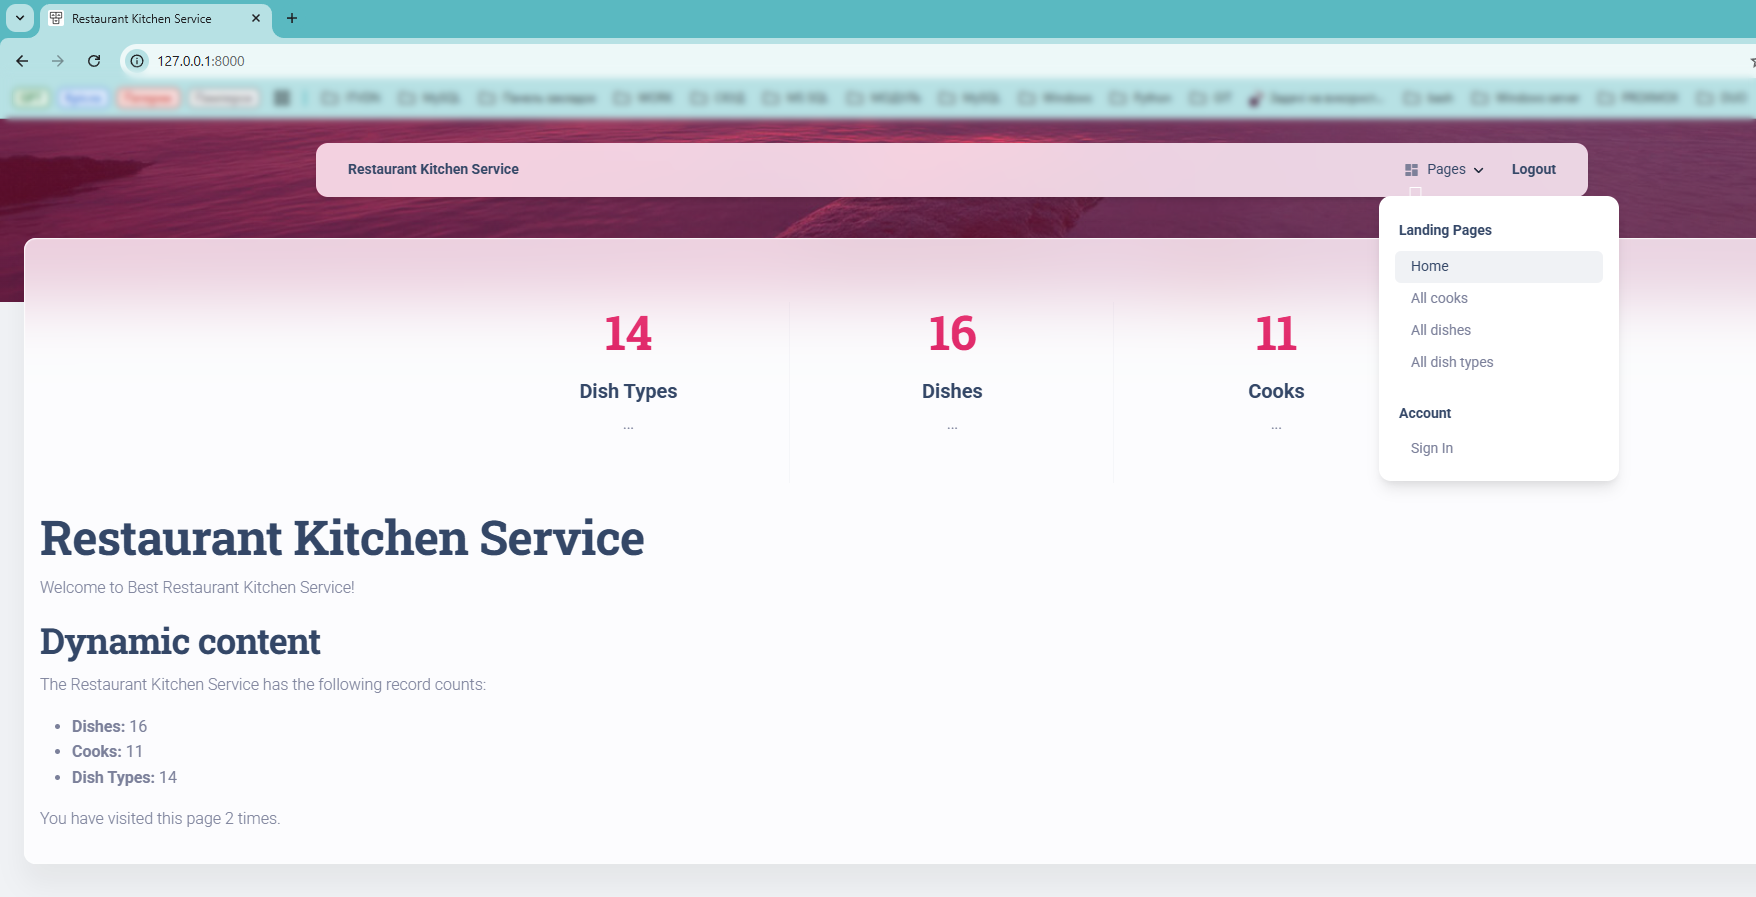 Restaurant Kitchen Service
127.0.0.1:8000
Restaurant Kitchen Service
Pages
Logout
Landing Pages
Home
All cooks
All dishes
All dish types
Account
Sign In
14
Dish Types
...
16
Dishes
...
11
Cooks
...
Restaurant Kitchen Service
Welcome to Best Restaurant Kitchen Service!
Dynamic content
The Restaurant Kitchen Service has the following record counts:
• Dishes: 16
• Cooks: 11
• Dish Types: 14
You have visited this page 2 times.